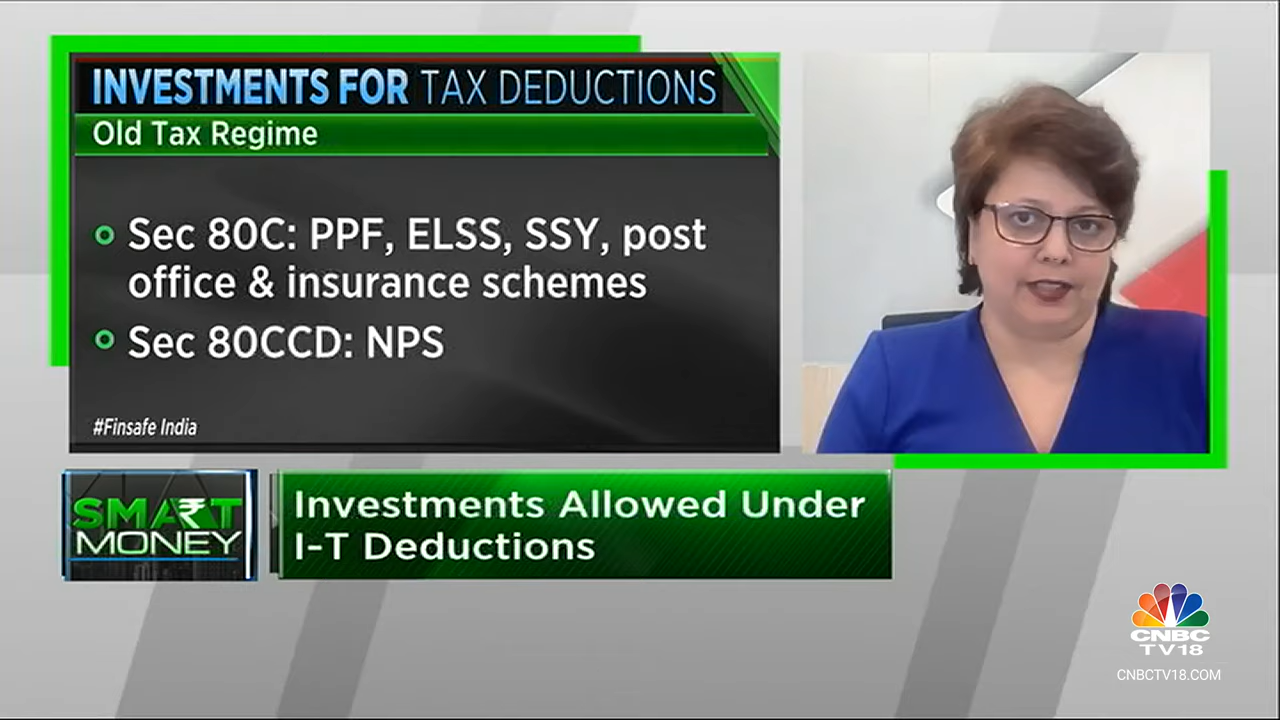 INVESTMENTS FOR TAX DEDUCTIONS
Old Tax Regime
Sec 80C: PPF, ELSS, SSY, post
office & insurance schemes
Sec 80CCD: NPS
#Finsafe India
SMA₹T
MONEY
Investments Allowed Under
I-T Deductions
CNBC
TV18
CNBCTV18.COM